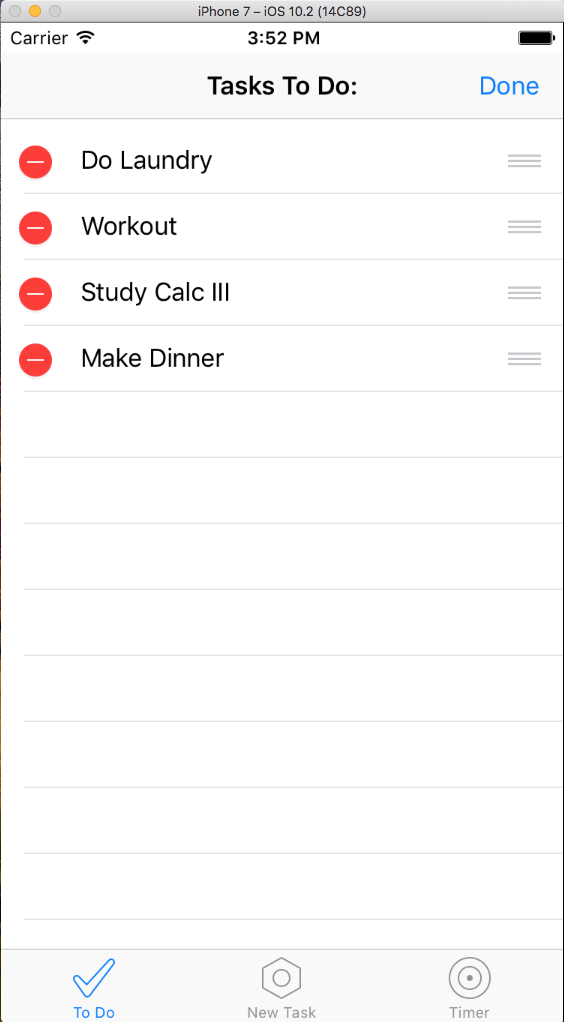 iPhone 7 – iOS 10.2 (14C89)
Carrier 3:52 PM
Tasks To Do: Done
Do Laundry
Workout
Study Calc III
Make Dinner
To Do New Task Timer